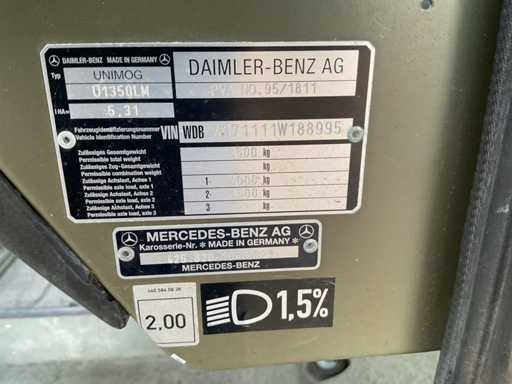 DAIMLER-BENZ MADE IN GERMANY
Typ UNIMOG
U1350LM
i HA= 5.31
DAIMLER-BENZ AG
NO.95/1811
Fahrzeugidentifizierungsnummer
Vehicle Identification Number
VIN WDB 71111W188995
Zulässiges Gesamtgewicht
Permissible total weight
kg
Zulässiges Zug-Gesamtgewicht
Permissible combination weight
kg
Zulässige Achslast, Achse 1
Permissible axle load, axle 1
1- kg
Zulässige Achslast, Achse 2
Permissible axle load, axle 2
2- kg
Zulässige Achslast, Achse 3
Permissible axle load, axle 3
3- kg
MERCEDES-BENZ AG
Karosserie-Nr. * MADE IN GERMANY *
MERCEDES-BENZ
2.00
1,5%